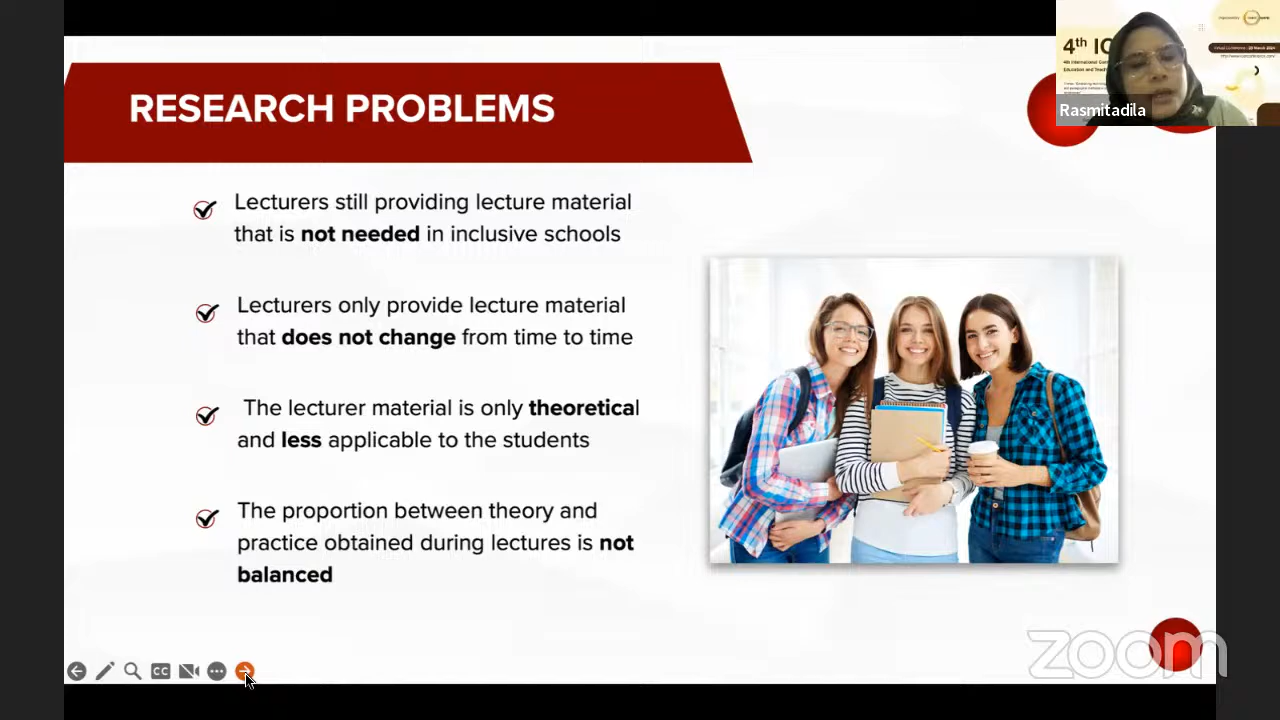 RESEARCH PROBLEMS
Lecturers still providing lecture material
that is not needed in inclusive schools
Lecturers only provide lecture material
that does not change from time to time
The lecturer material is only theoretical
and less applicable to the students
The proportion between theory and
practice obtained during lectures is not
balanced
4th IC
Rasmitadila
CC
zoom